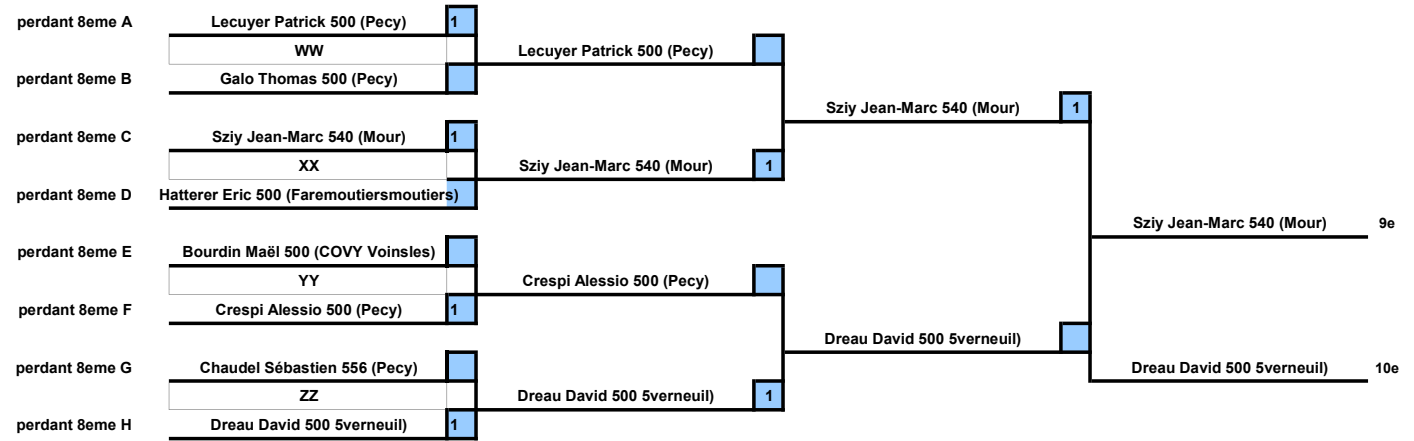 perdant 8eme A Lecuyer Patrick 500 (Pecy) 1
WW Lecuyer Patrick 500 (Pecy)
perdant 8eme B Galo Thomas 500 (Pecy)
Sziy Jean-Marc 540 (Mour) 1
perdant 8eme C Sziy Jean-Marc 540 (Mour) 1
XX Sziy Jean-Marc 540 (Mour) 1
perdant 8eme D Hatterer Eric 500 (Faremoutiersmoutiers)
Sziy Jean-Marc 540 (Mour) 9e
perdant 8eme E Bourdin Maël 500 (COVY Voinsles)
YY Crespi Alessio 500 (Pecy)
perdant 8eme F Crespi Alessio 500 (Pecy) 1
Dreau David 500 5verneuil)
perdant 8eme G Chaudel Sébastien 556 (Pecy) Dreau David 500 5verneuil) 10e
ZZ Dreau David 500 5verneuil) 1
perdant 8eme H Dreau David 500 5verneuil) 1